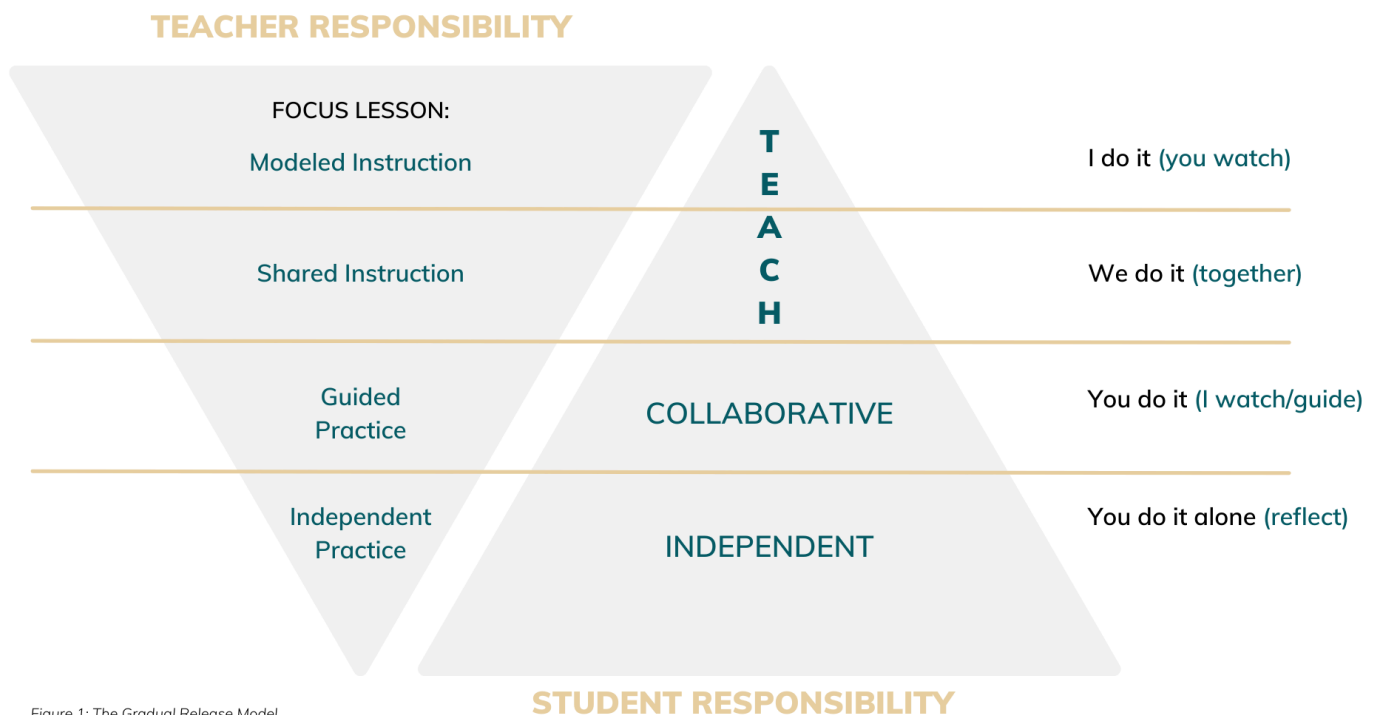 TEACHER RESPONSIBILITY
FOCUS LESSON:
Modeled Instruction
T
E
A
C
H
I do it (you watch)
Shared Instruction
We do it (together)
Guided
Practice
COLLABORATIVE
You do it (I watch/guide)
Independent
Practice
INDEPENDENT
You do it alone (reflect)
STUDENT RESPONSIBILITY
Figure 1: The Gradual Release Model